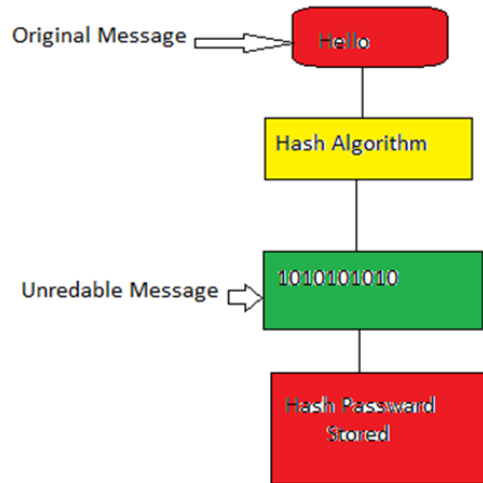 Original Message
Hello
Hash Algorithm
Unredable Message
1010101010
Hash Passward
Stored